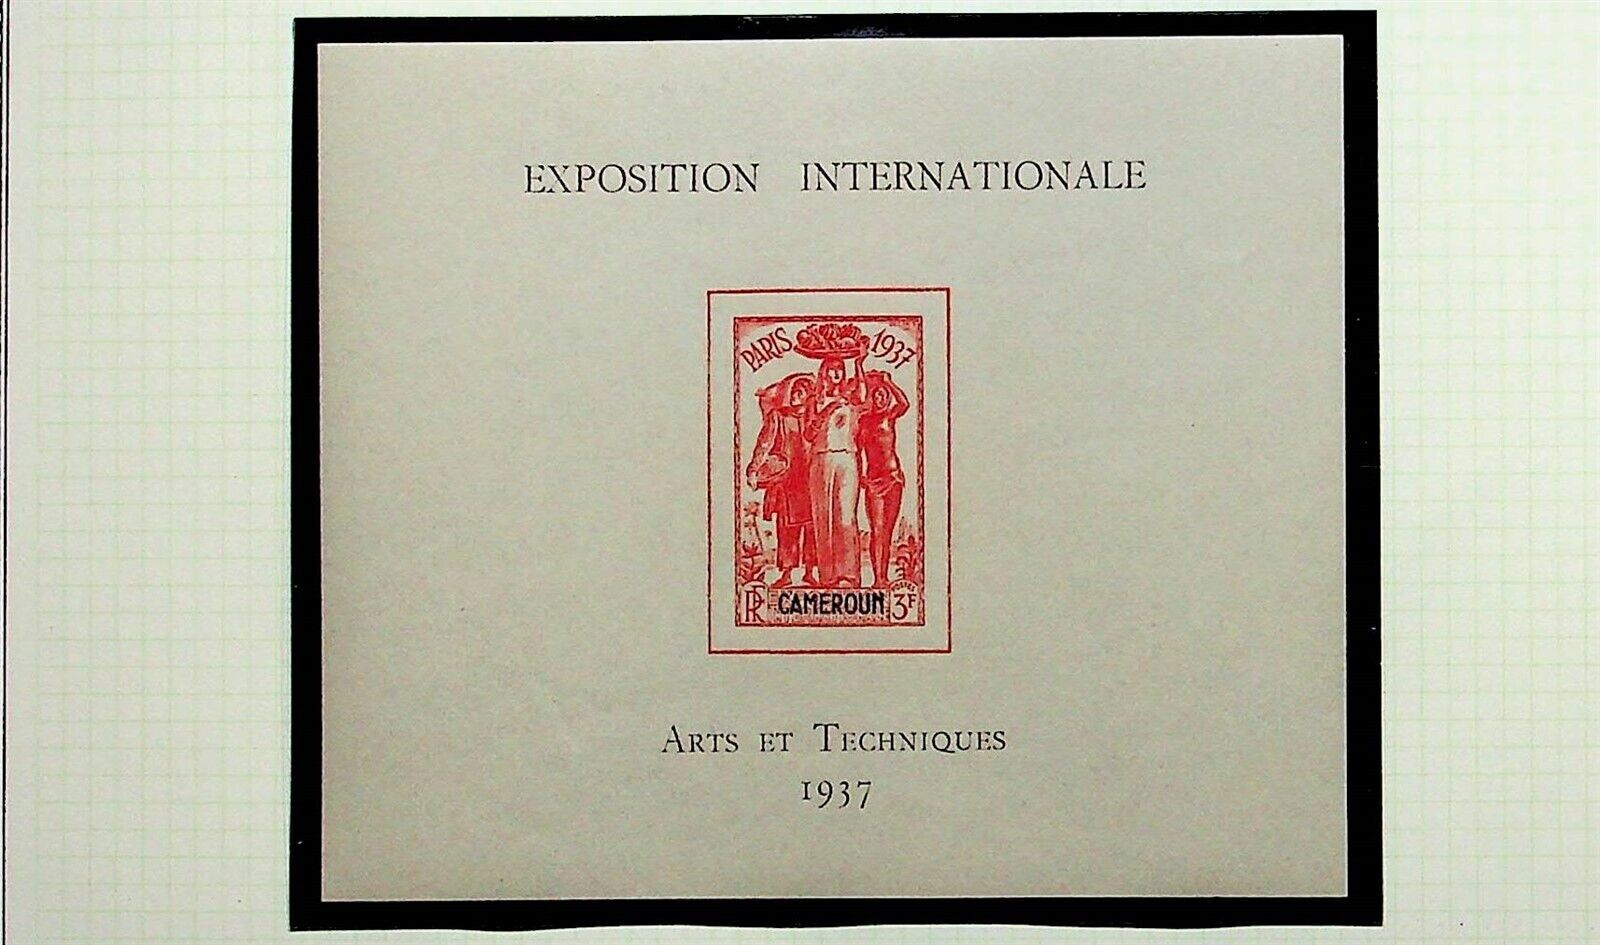 EXPOSITION INTERNATIONALE
PARIS 1937
RF CAMEROUN POSTES 3F
ARTS ET TECHNIQUES
1937